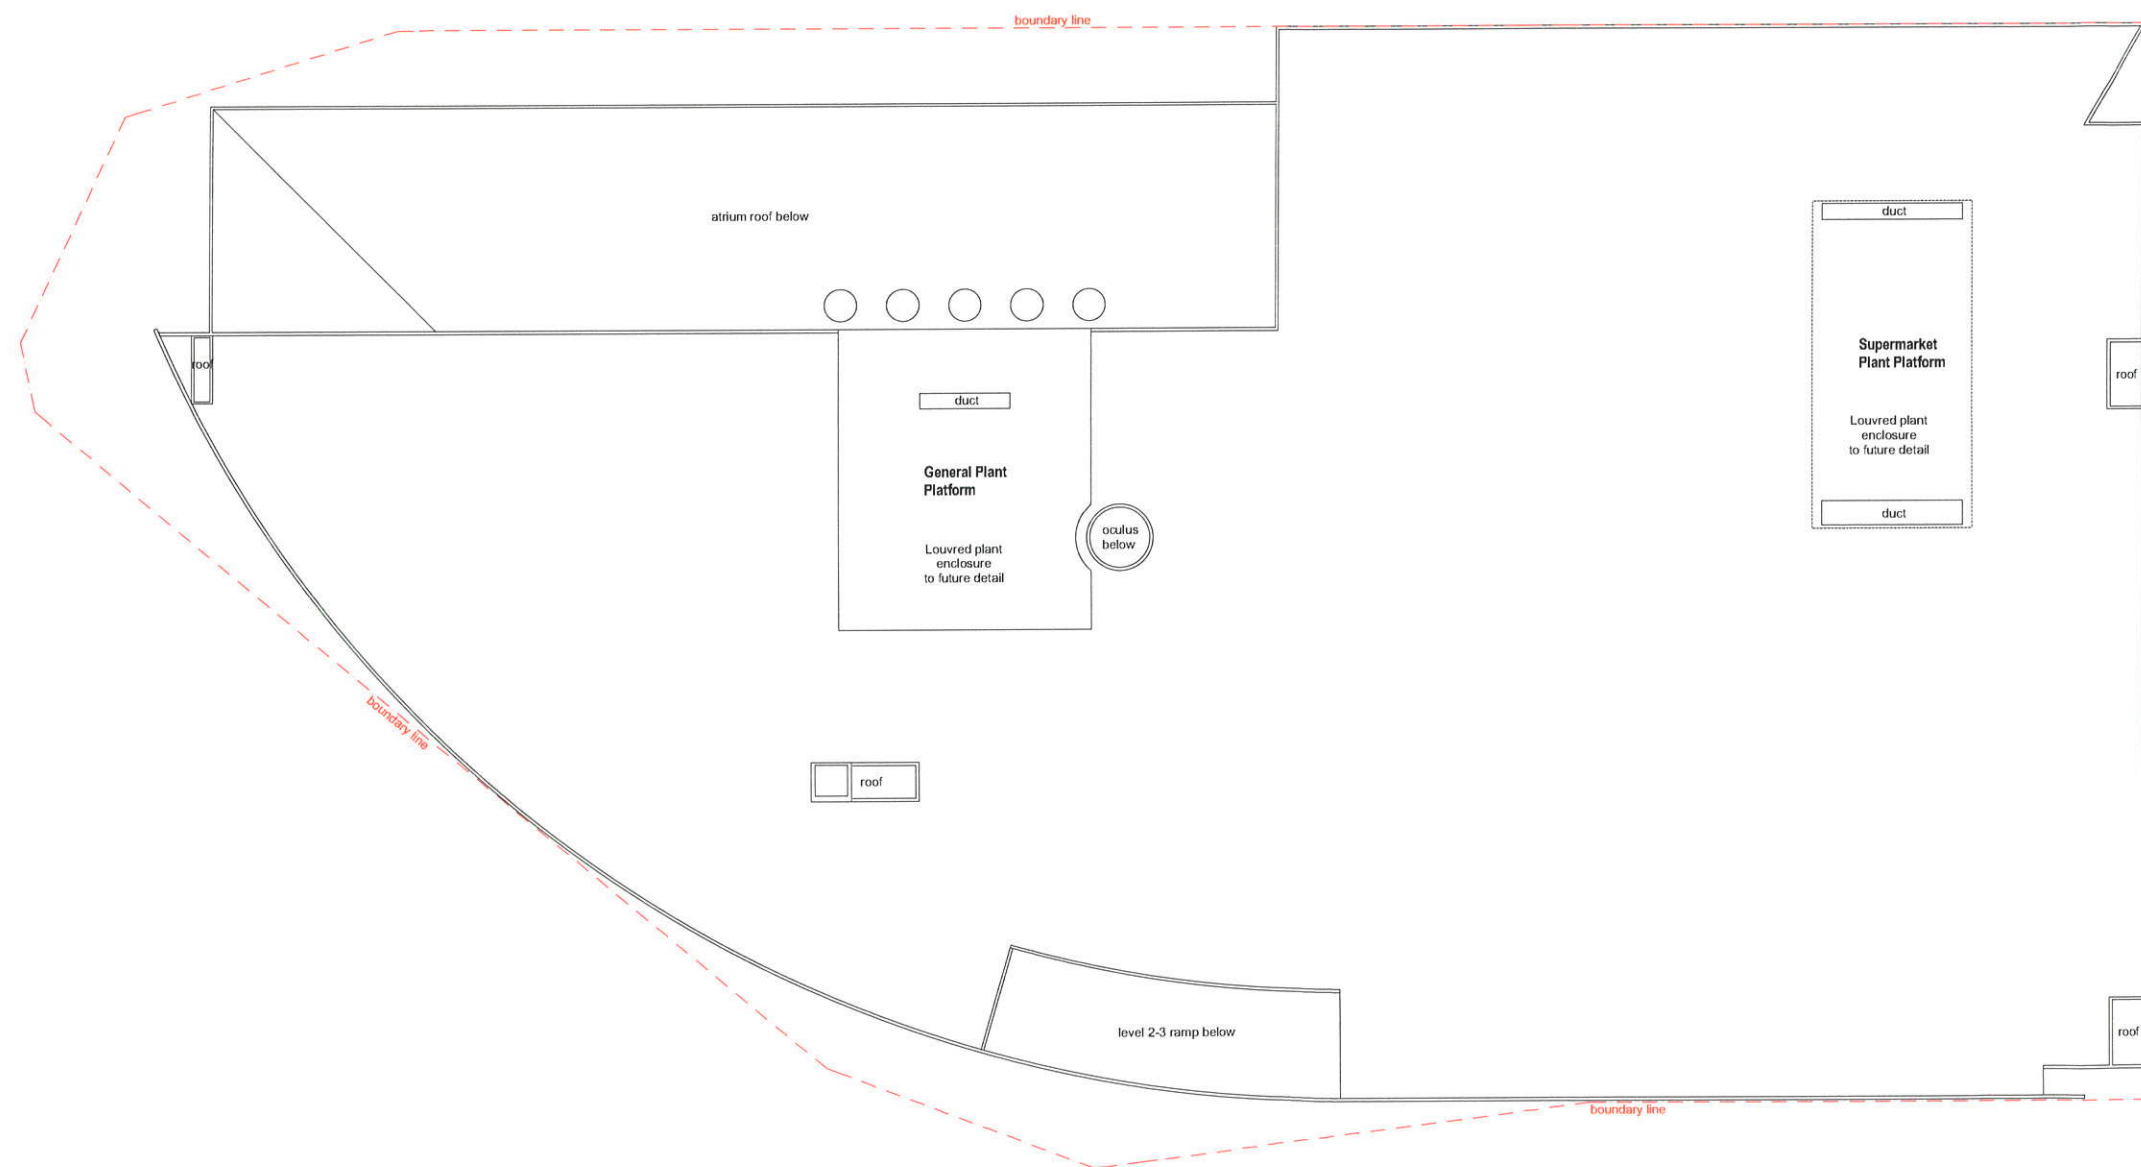 boundary line
atrium roof below
duct
Supermarket
Plant Platform
Louvred plant
enclosure
to future detail
duct
roof
roof
duct
General Plant
Platform
Louvred plant
enclosure
to future detail
oculus
below
boundary line
roof
level 2-3 ramp below
roof
boundary line